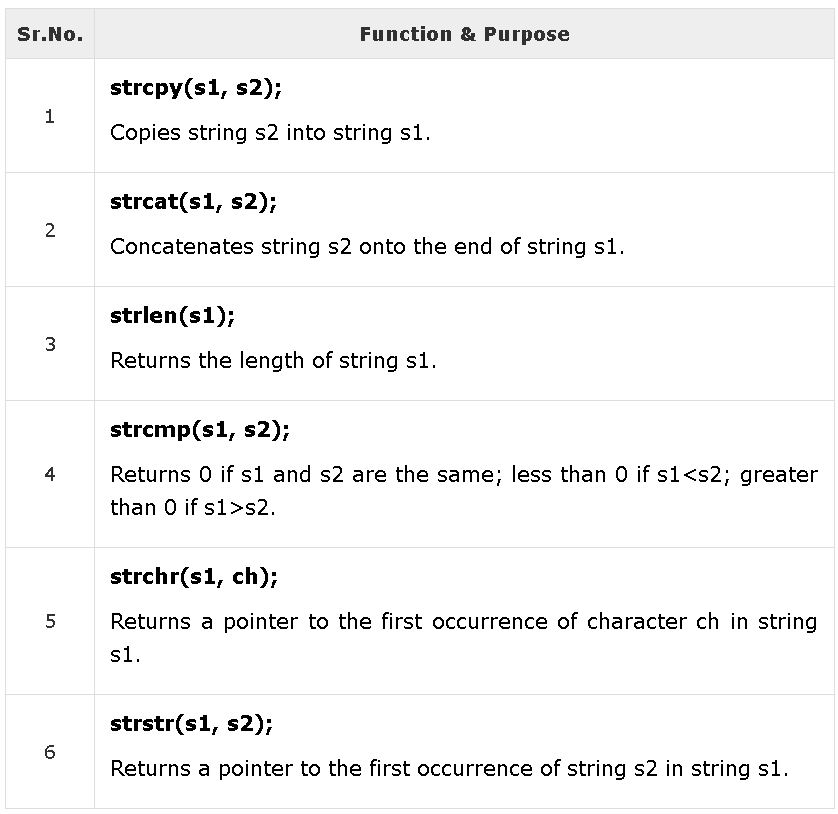 Sr.No. Function & Purpose
1
strcpy(s1, s2);
Copies string s2 into string s1.
2
strcat(s1, s2);
Concatenates string s2 onto the end of string s1.
3
strlen(s1);
Returns the length of string s1.
4
strcmp(s1, s2);
Returns 0 if s1 and s2 are the same; less than 0 if s1<s2; greater
than 0 if s1>s2.
5
strchr(s1, ch);
Returns a pointer to the first occurrence of character ch in string
s1.
6
strstr(s1, s2);
Returns a pointer to the first occurrence of string s2 in string s1.